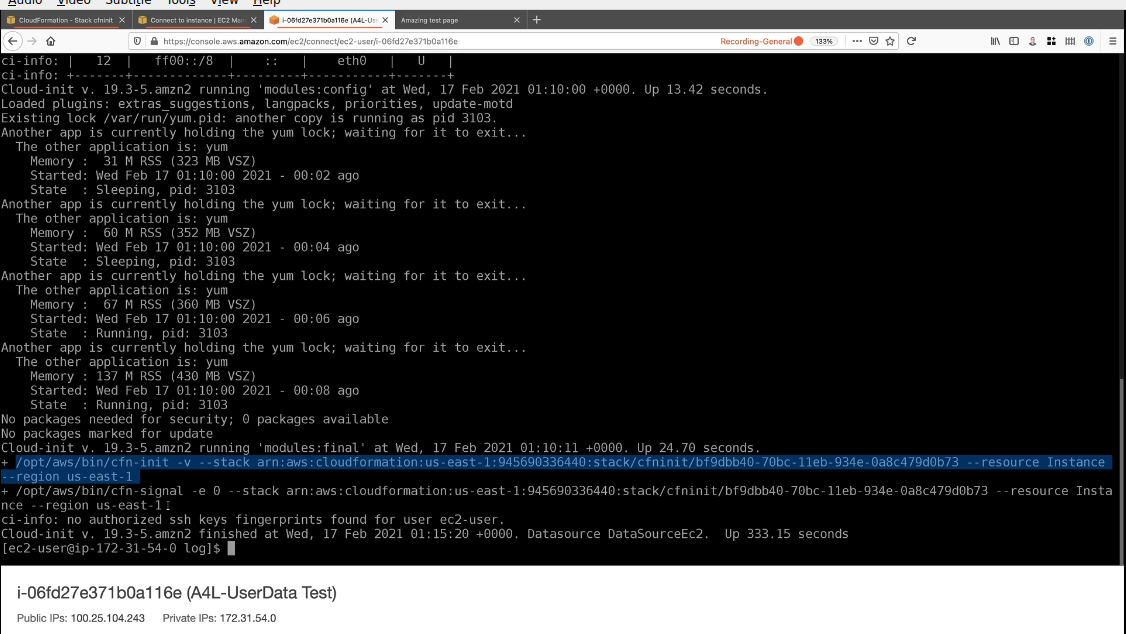 Audio Video Subtitle Tools View Help
CloudFormation - Stack cfninit Connect to instance | EC2 Man i-06fd27e371b0a116e (A4L-Use Amazing test page
https://console.aws.amazon.com/ec2/connect/ec2-user/i-06fd27e371b0a116e Recording-General 133%
ci-info: | 12 | ff00::/8 | :: | eth0 | U |
ci-info: +-------+-------------+---------+-----------+-------+
Cloud-init v. 19.3-5.amzn2 running 'modules:config' at Wed, 17 Feb 2021 01:10:00 +0000. Up 13.42 seconds.
Loaded plugins: extras_suggestions, langpacks, priorities, update-motd
Existing lock /var/run/yum.pid: another copy is running as pid 3103.
Another app is currently holding the yum lock; waiting for it to exit...
The other application is: yum
Memory : 31 M RSS (323 MB VSZ)
Started: Wed Feb 17 01:10:00 2021 - 00:02 ago
State : Sleeping, pid: 3103
Another app is currently holding the yum lock; waiting for it to exit...
The other application is: yum
Memory : 60 M RSS (352 MB VSZ)
Started: Wed Feb 17 01:10:00 2021 - 00:04 ago
State : Sleeping, pid: 3103
Another app is currently holding the yum lock; waiting for it to exit...
The other application is: yum
Memory : 67 M RSS (360 MB VSZ)
Started: Wed Feb 17 01:10:00 2021 - 00:06 ago
State : Running, pid: 3103
Another app is currently holding the yum lock; waiting for it to exit...
The other application is: yum
Memory : 137 M RSS (430 MB VSZ)
Started: Wed Feb 17 01:10:00 2021 - 00:08 ago
State : Running, pid: 3103
No packages needed for security; 0 packages available
No packages marked for update
Cloud-init v. 19.3-5.amzn2 running 'modules:final' at Wed, 17 Feb 2021 01:10:11 +0000. Up 24.70 seconds.
+ /opt/aws/bin/cfn-init -v --stack arn:aws:cloudformation:us-east-1:945690336440:stack/cfninit/bf9dbb40-70bc-11eb-934e-0a8c479d0b73 --resource Instance
--region us-east-1
+ /opt/aws/bin/cfn-signal -e 0 --stack arn:aws:cloudformation:us-east-1:945690336440:stack/cfninit/bf9dbb40-70bc-11eb-934e-0a8c479d0b73 --resource Insta
nce --region us-east-1
ci-info: no authorized ssh keys fingerprints found for user ec2-user.
Cloud-init v. 19.3-5.amzn2 finished at Wed, 17 Feb 2021 01:15:20 +0000. Datasource DataSourceEc2. Up 333.15 seconds
[ec2-user@ip-172-31-54-0 log]$
i-06fd27e371b0a116e (A4L-UserData Test)
Public IPs: 100.25.104.243 Private IPs: 172.31.54.0